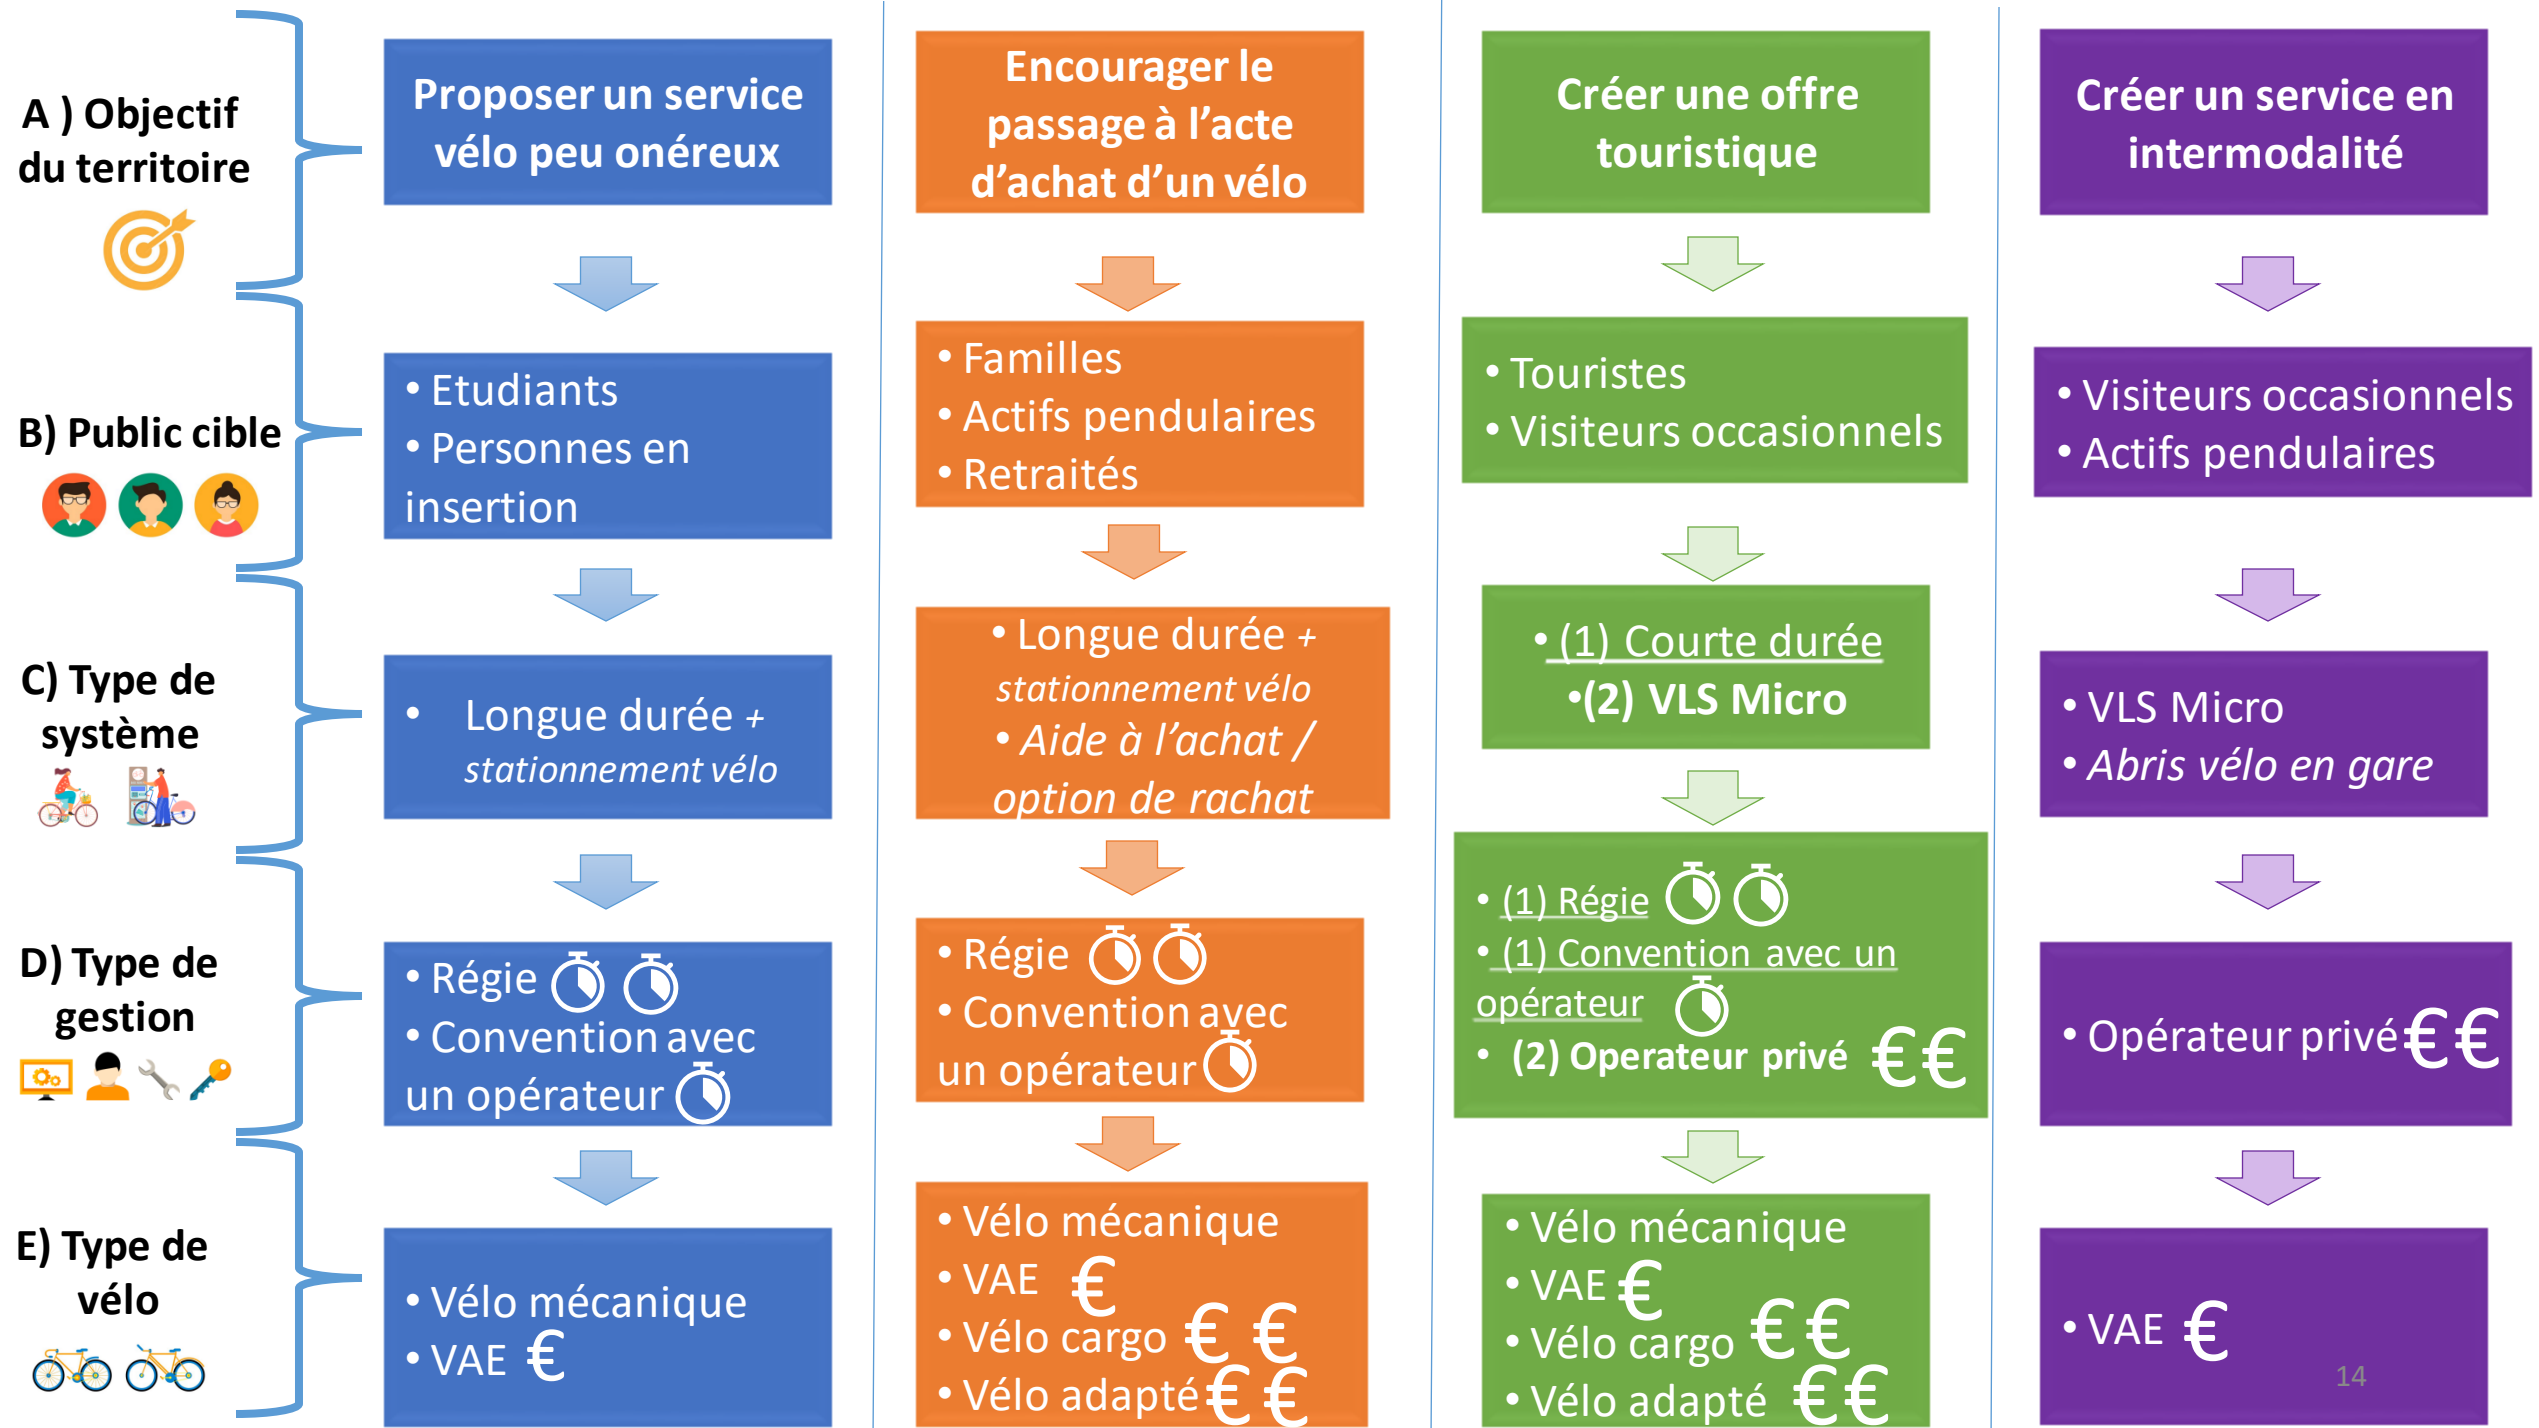 A ) Objectif
du territoire
Proposer un service
vélo peu onéreux
Encourager le
passage à l’acte
d’achat d’un vélo
Créer une offre
touristique
Créer un service en
intermodalité
B) Public cible
• Etudiants
• Personnes en
insertion
• Familles
• Actifs pendulaires
• Retraités
• Touristes
• Visiteurs occasionnels
• Visiteurs occasionnels
• Actifs pendulaires
C) Type de
système
• Longue durée +
stationnement vélo
• Longue durée +
stationnement vélo
• Aide à l’achat /
option de rachat
• (1) Courte durée
•(2) VLS Micro
• VLS Micro
• Abris vélo en gare
D) Type de
gestion
• Régie
• Convention avec
un opérateur
• Régie
• Convention avec
un opérateur
• (1) Régie
• (1) Convention avec un
opérateur
• (2) Operateur privé €€
• Opérateur privé €€
E) Type de
vélo
• Vélo mécanique
• VAE €
• Vélo mécanique
• VAE €
• Vélo cargo € €
• Vélo adapté € €
• Vélo mécanique
• VAE €
• Vélo cargo €€
• Vélo adapté €€
• VAE €
14